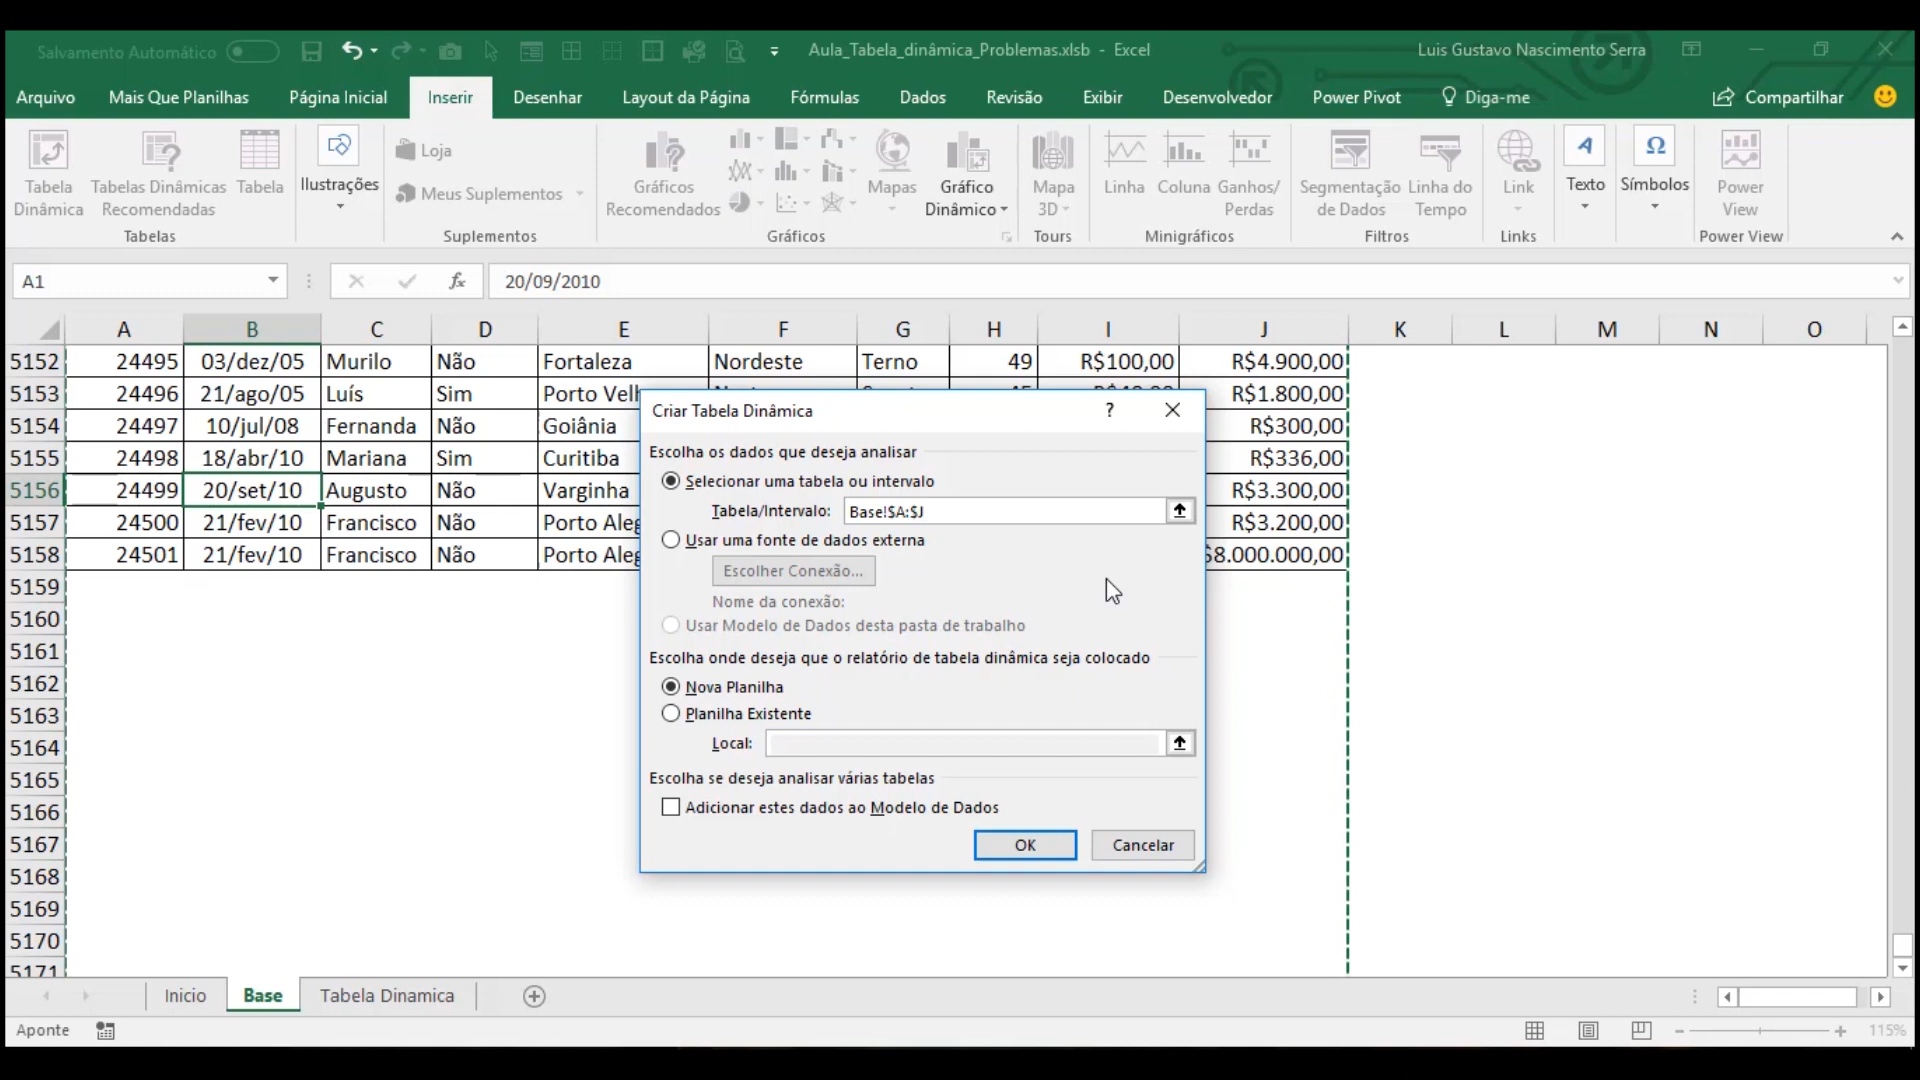 Salvamento Automático
Aula_Tabela_dinâmica_Problemas.xlsb - Excel
Luis Gustavo Nascimento Serra
Arquivo Mais Que Planilhas Página Inicial Inserir Desenhar Layout da Página Fórmulas Dados Revisão Exibir Desenvolvedor Power Pivot Diga-me Compartilhar
Tabela Dinâmica
Tabelas Dinâmicas Recomendadas
Tabela
Tabelas
Ilustrações
Loja
Meus Suplementos
Suplementos
Gráficos Recomendados
Mapas
Gráfico Dinâmico
Gráficos
Mapa 3D
Tours
Linha
Coluna
Ganhos/ Perdas
Minigráficos
Segmentação de Dados
Linha do Tempo
Filtros
Link
Links
A
Texto
Ω
Símbolos
Power View
Power View
A1
fx
20/09/2010
A B C D E F G H I J K L M N O
5152 24495 03/dez/05 Murilo Não Fortaleza Nordeste Terno 49 R$100,00 R$4.900,00
5153 24496 21/ago/05 Luís Sim Porto Velh R$1.800,00
5154 24497 10/jul/08 Fernanda Não Goiânia R$300,00
5155 24498 18/abr/10 Mariana Sim Curitiba R$336,00
5156 24499 20/set/10 Augusto Não Varginha R$3.300,00
5157 24500 21/fev/10 Francisco Não Porto Aleg R$3.200,00
5158 24501 21/fev/10 Francisco Não Porto Aleg $8.000.000,00
5159
5160
5161
5162
5163
5164
5165
5166
5167
5168
5169
5170
5171
Criar Tabela Dinâmica
?
Escolha os dados que deseja analisar
Selecionar uma tabela ou intervalo
Tabela/Intervalo: Base!$A:$J
Usar uma fonte de dados externa
Escolher Conexão...
Nome da conexão:
Usar Modelo de Dados desta pasta de trabalho
Escolha onde deseja que o relatório de tabela dinâmica seja colocado
Nova Planilha
Planilha Existente
Local:
Escolha se deseja analisar várias tabelas
Adicionar estes dados ao Modelo de Dados
OK Cancelar
Inicio Base Tabela Dinamica
Aponte
115%